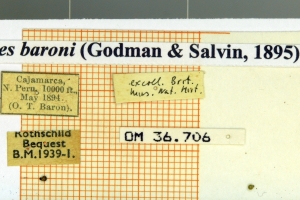 es baroni (Godman & Salvin, 1895)
Cajamarca,
N. Peru, 10000 ft.,
May 1894.
(O. T. Baron).
excoll. Brit.
Mus. Nat. Hist.
Rothschild
Bequest
B.M.1939-1.
OM 36.706